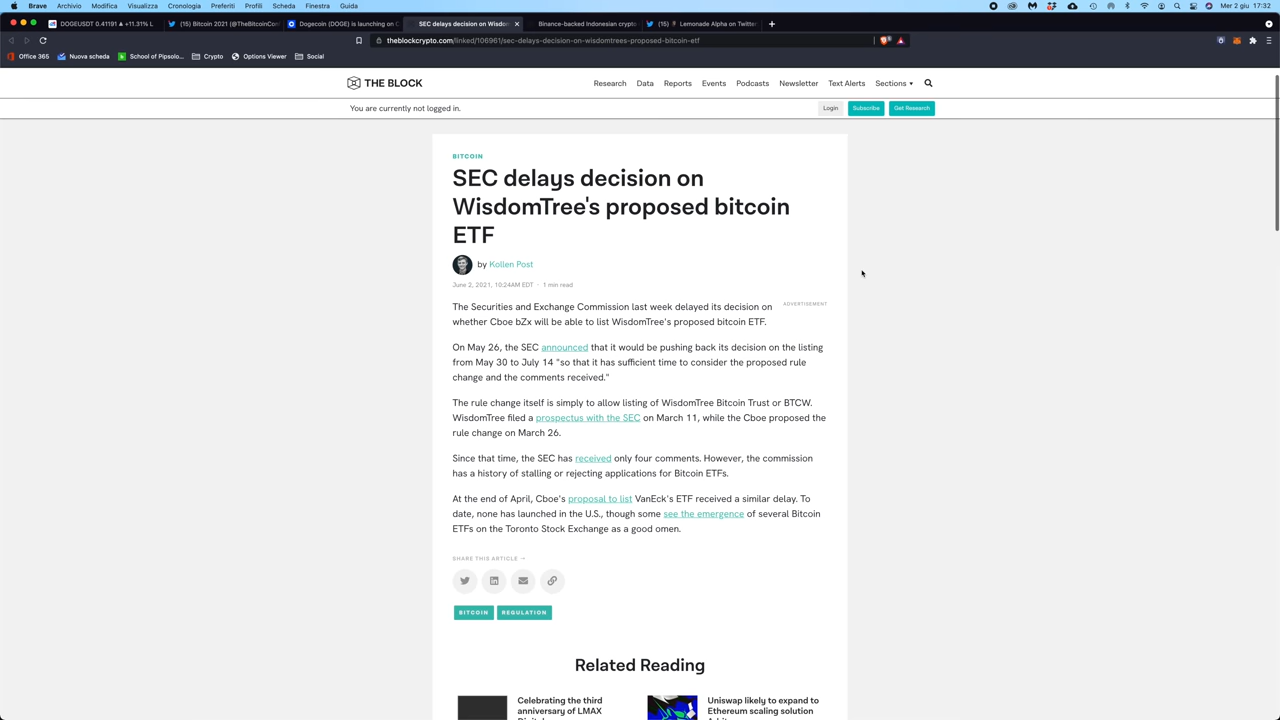 Brave Archivio Modifica Visualizza Cronologia Preferiti Profili Scheda Finestra Guida Mer 2 giu 17:32
DOGEUSDT 0.41191 ▲ +11.31% L (15) Bitcoin 2021 (@TheBitcoinCon Dogecoin (DOGE) is launching on C SEC delays decision on Wisdom Binance-backed Indonesian crypto (15) Lemonade Alpha on Twitter
theblockcrypto.com/linked/106961/sec-delays-decision-on-wisdomtrees-proposed-bitcoin-etf
Office 365 Nuova scheda School of Pipsolo... Crypto Options Viewer Social
THE BLOCK Research Data Reports Events Podcasts Newsletter Text Alerts Sections
You are currently not logged in. Login Subscribe Get Research
BITCOIN
SEC delays decision on
WisdomTree's proposed bitcoin
ETF
by Kollen Post
June 2, 2021, 10:24AM EDT · 1 min read
The Securities and Exchange Commission last week delayed its decision on
ADVERTISEMENT
whether Cboe bZx will be able to list WisdomTree's proposed bitcoin ETF.
On May 26, the SEC announced that it would be pushing back its decision on the listing
from May 30 to July 14 "so that it has sufficient time to consider the proposed rule
change and the comments received."
The rule change itself is simply to allow listing of WisdomTree Bitcoin Trust or BTCW.
WisdomTree filed a prospectus with the SEC on March 11, while the Cboe proposed the
rule change on March 26.
Since that time, the SEC has received only four comments. However, the commission
has a history of stalling or rejecting applications for Bitcoin ETFs.
At the end of April, Cboe's proposal to list VanEck's ETF received a similar delay. To
date, none has launched in the U.S., though some see the emergence of several Bitcoin
ETFs on the Toronto Stock Exchange as a good omen.
SHARE THIS ARTICLE →
BITCOIN REGULATION
Related Reading
Celebrating the third
anniversary of LMAX
Uniswap likely to expand to
Ethereum scaling solution